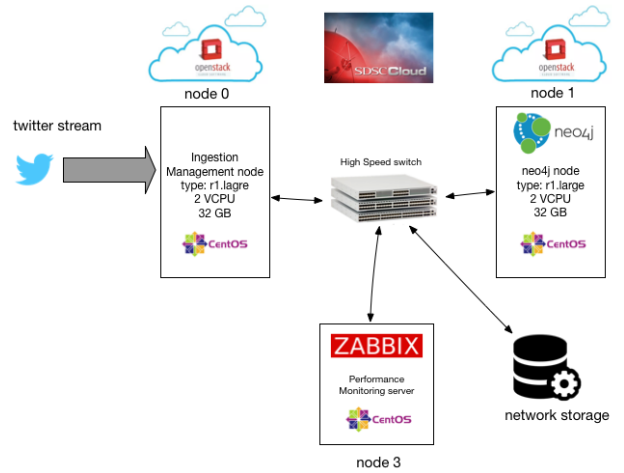 openstack
SDSC Cloud
openstack
node 0
node 1
twitter stream
Ingestion
Management node
type: r1.lagre
2 VCPU
32 GB
CentOS
High Speed switch
neo4j
neo4j node
type: r1.large
2 VCPU
32 GB
CentOS
ZABBIX
Performance
Monitoring server
CentOS
network storage
node 3